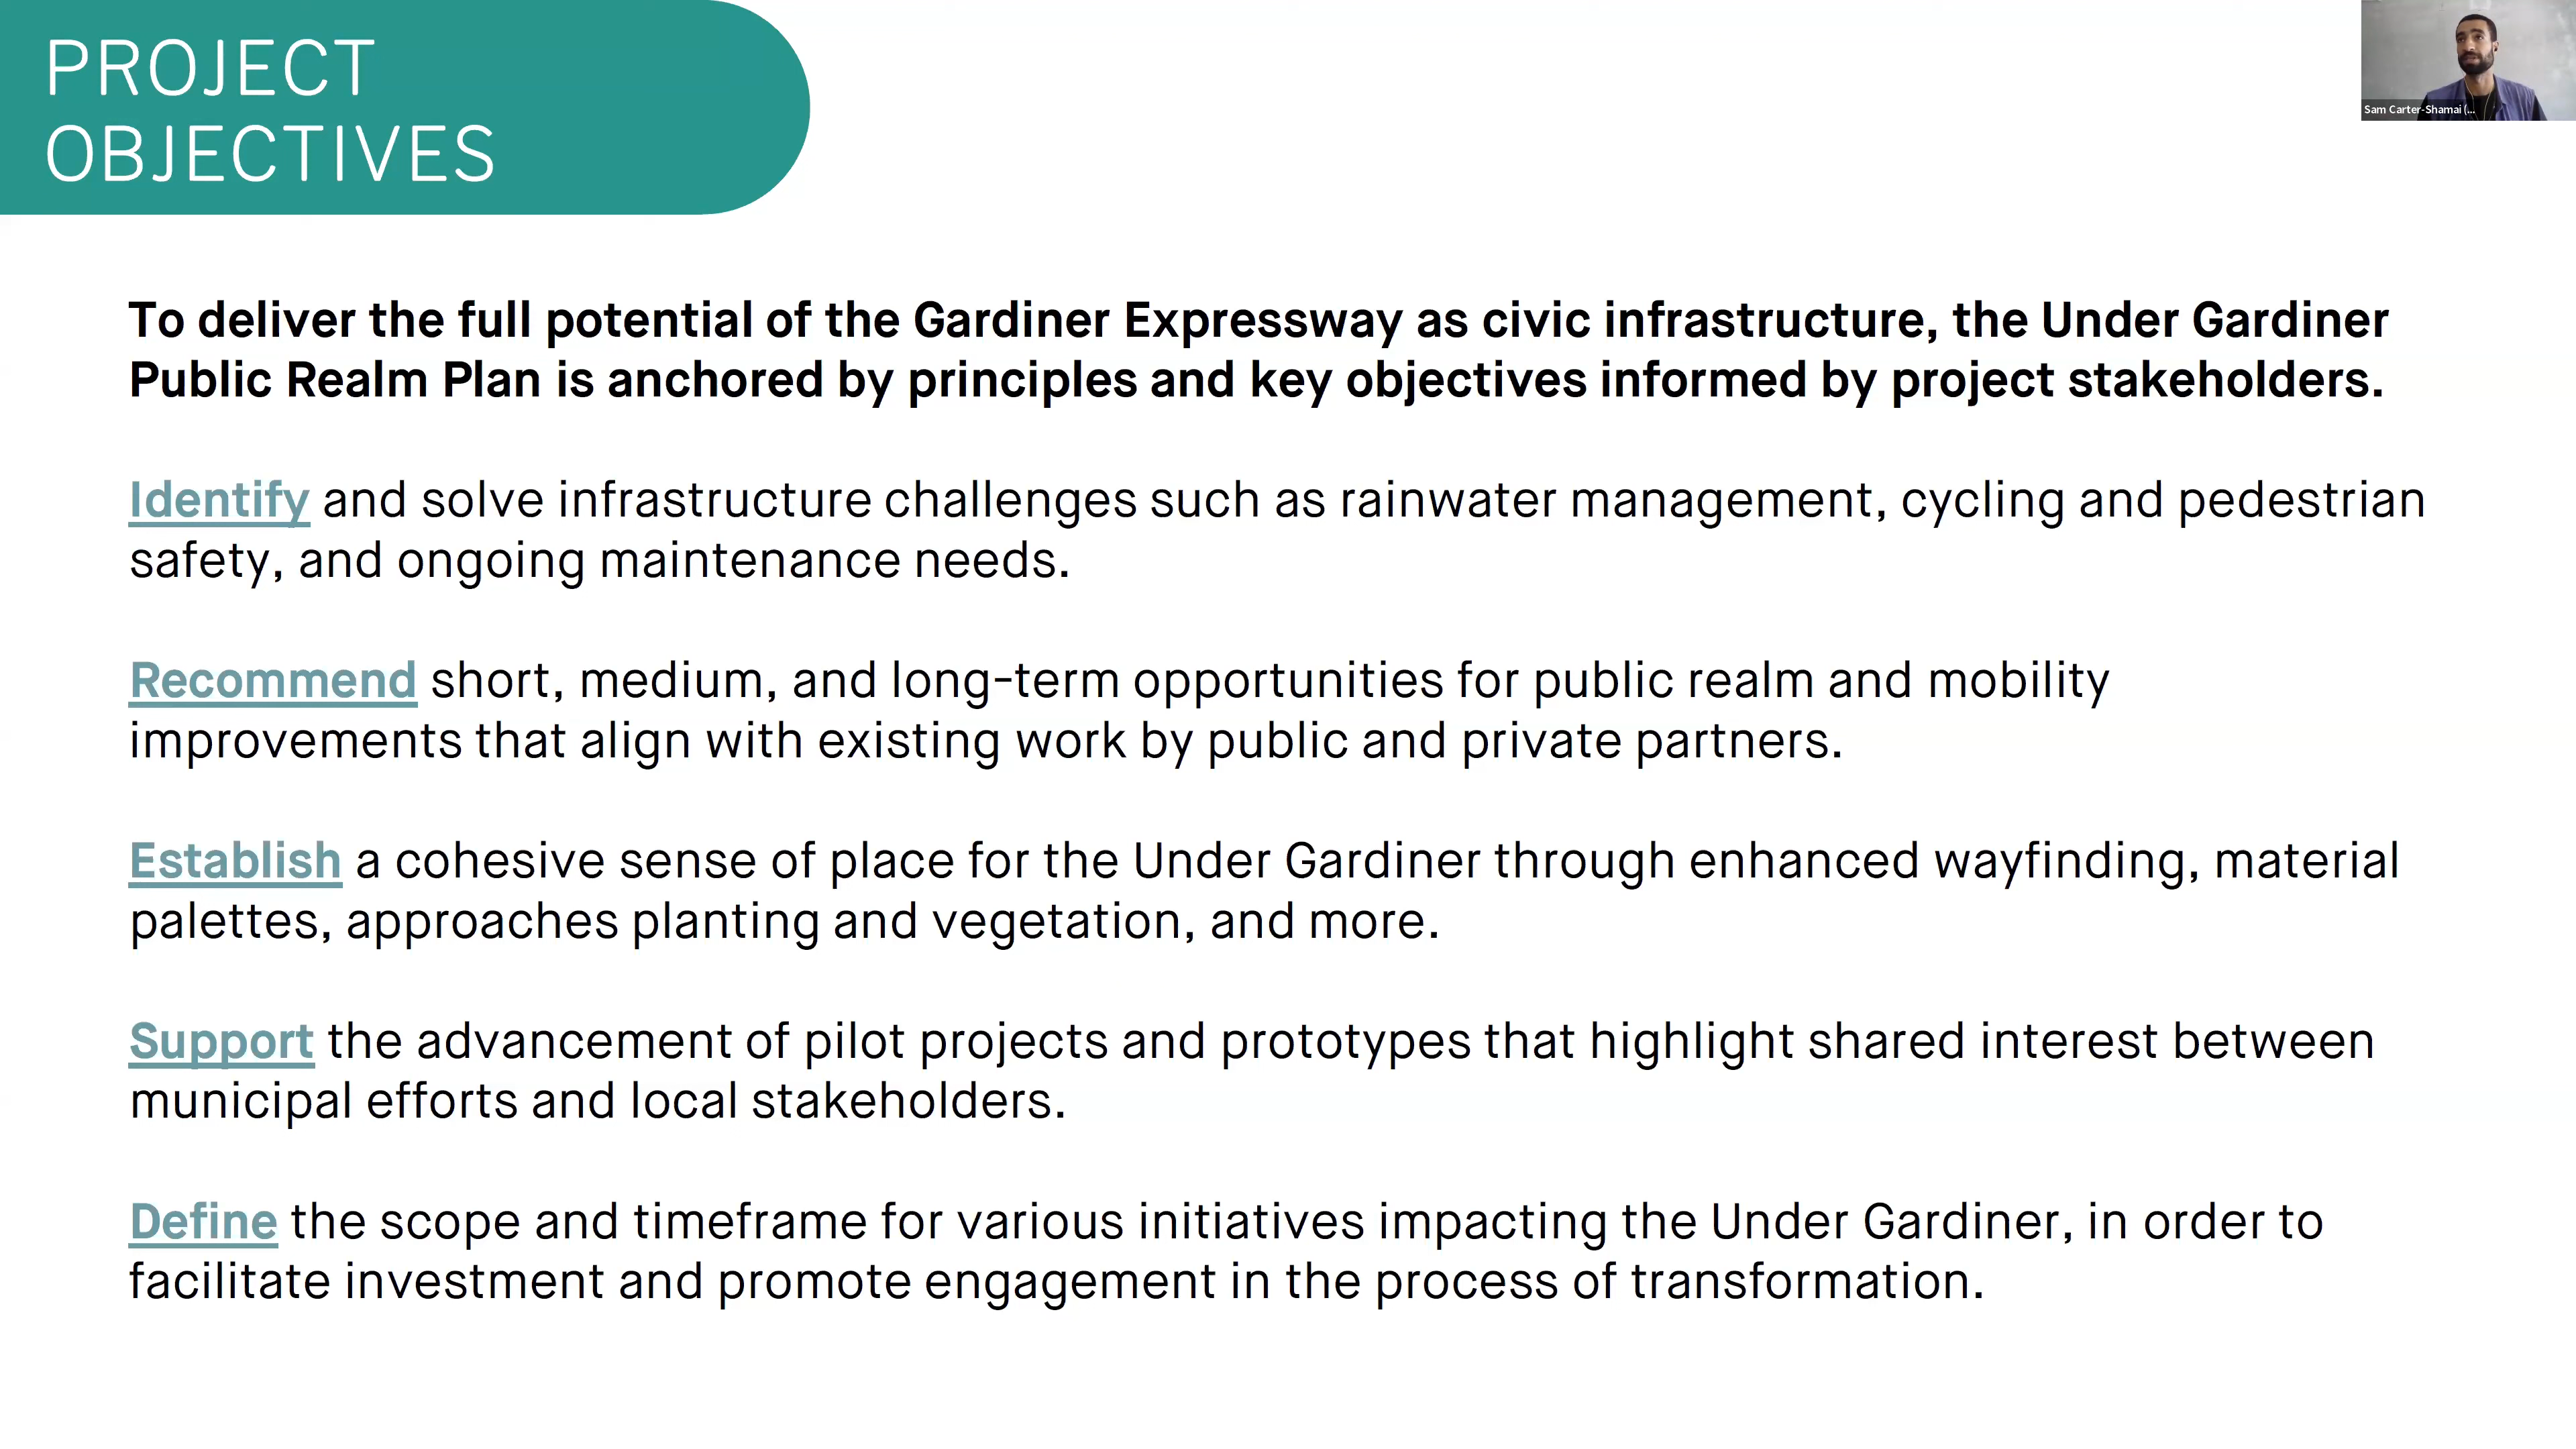 PROJECT
OBJECTIVES
Sam Carter-Shamai (...
To deliver the full potential of the Gardiner Expressway as civic infrastructure, the Under Gardiner
Public Realm Plan is anchored by principles and key objectives informed by project stakeholders.
Identify and solve infrastructure challenges such as rainwater management, cycling and pedestrian
safety, and ongoing maintenance needs.
Recommend short, medium, and long-term opportunities for public realm and mobility
improvements that align with existing work by public and private partners.
Establish a cohesive sense of place for the Under Gardiner through enhanced wayfinding, material
palettes, approaches planting and vegetation, and more.
Support the advancement of pilot projects and prototypes that highlight shared interest between
municipal efforts and local stakeholders.
Define the scope and timeframe for various initiatives impacting the Under Gardiner, in order to
facilitate investment and promote engagement in the process of transformation.